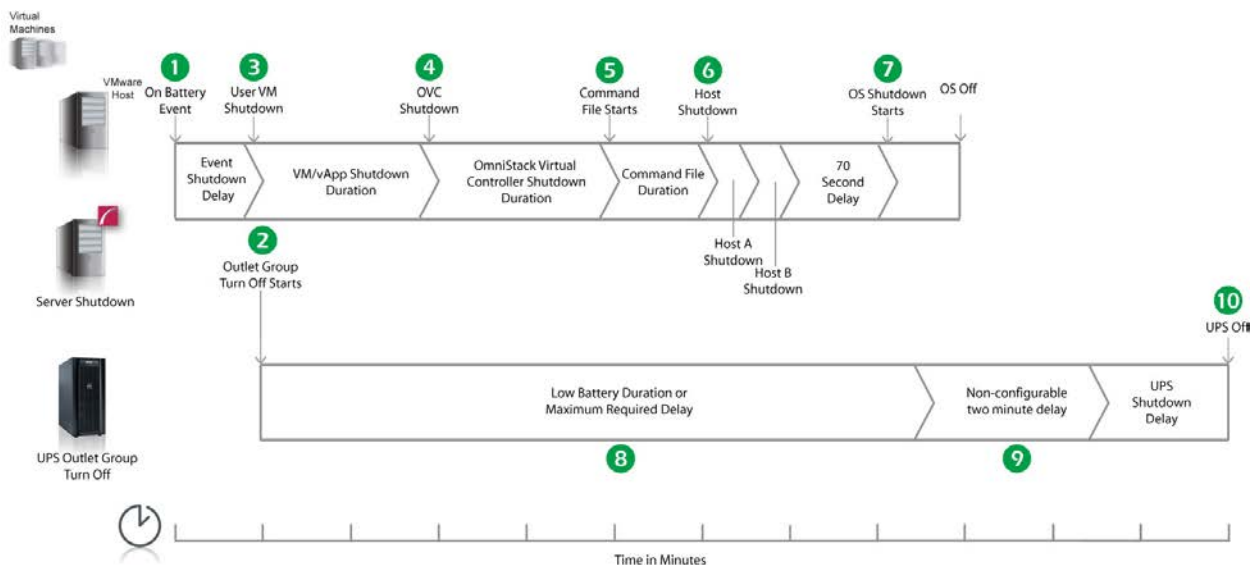 Virtual
Machines
VMware
Host
1
On Battery
Event
3
User VM
Shutdown
4
OVC
Shutdown
5
Command
File Starts
6
Host
Shutdown
7
OS Shutdown
Starts
OS Off
Event
Shutdown
Delay
VM/vApp Shutdown
Duration
OmniStack Virtual
Controller Shutdown
Duration
Command File
Duration
70
Second
Delay
Host A
Shutdown
Host B
Shutdown
Server Shutdown
2
Outlet Group
Turn Off Starts
10
UPS Off
Low Battery Duration or
Maximum Required Delay
Non-configurable
two minute delay
UPS
Shutdown
Delay
8
9
UPS Outlet Group
Turn Off
Time in Minutes